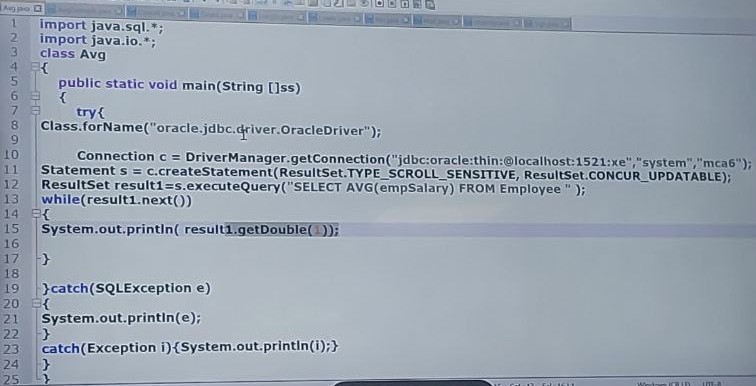 Avg.java
1 import java.sql.*;
2 import java.io.*;
3 class Avg
4 {
5 public static void main(String []ss)
6 {
7 try{
8 Class.forName("oracle.jdbc.driver.OracleDriver");
9
10 Connection c = DriverManager.getConnection("jdbc:oracle:thin:@localhost:1521:xe","system","mca6");
11 Statement s = c.createStatement(ResultSet.TYPE_SCROLL_SENSITIVE, ResultSet.CONCUR_UPDATABLE);
12 ResultSet result1=s.executeQuery("SELECT AVG(empSalary) FROM Employee " );
13 while(result1.next())
14 {
15 System.out.println( result1.getDouble(1));
16
17 }
18
19 }catch(SQLException e)
20 {
21 System.out.println(e);
22 }
23 catch(Exception i){System.out.println(i);}
24 }
25 }